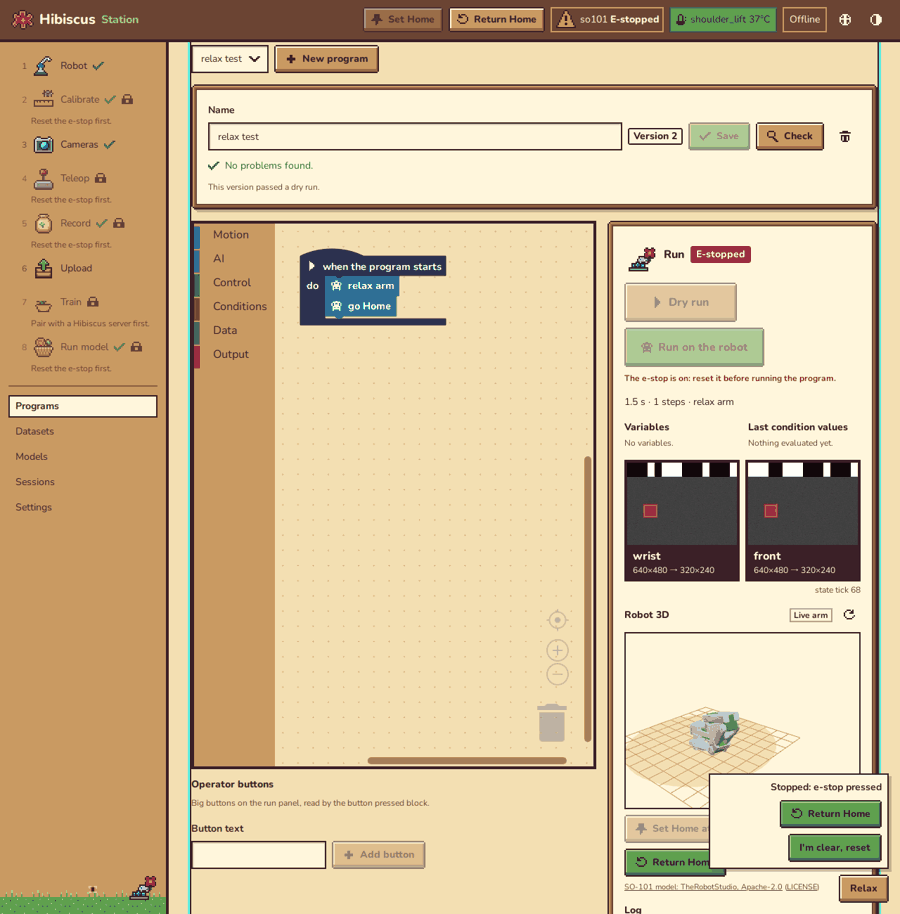 Hibiscus Station
Set Home
Return Home
so101 E-stopped
shoulder_lift 37°C
Offline
1 Robot
2 Calibrate
Reset the e-stop first.
3 Cameras
4 Teleop
Reset the e-stop first.
5 Record
Reset the e-stop first.
6 Upload
7 Train
Pair with a Hibiscus server first.
8 Run model
Reset the e-stop first.
Programs
Datasets
Models
Sessions
Settings
relax test
New program
Name
relax test
Version 2
Save
Check
No problems found.
This version passed a dry run.
Motion
AI
Control
Conditions
Data
Output
when the program starts
do relax arm
go Home
Operator buttons
Big buttons on the run panel, read by the button pressed block.
Button text
Add button
Run E-stopped
Dry run
Run on the robot
The e-stop is on: reset it before running the program.
1.5 s · 1 steps · relax arm
Variables
No variables.
Last condition values
Nothing evaluated yet.
wrist
640×480 → 320×240
front
640×480 → 320×240
state tick 68
Robot 3D
Live arm
Set Home
Return Hom
Stopped: e-stop pressed
Return Home
I'm clear, reset
SO-101 model: TheRobotStudio, Apache-2.0 (LICENSE)
Relax
Log